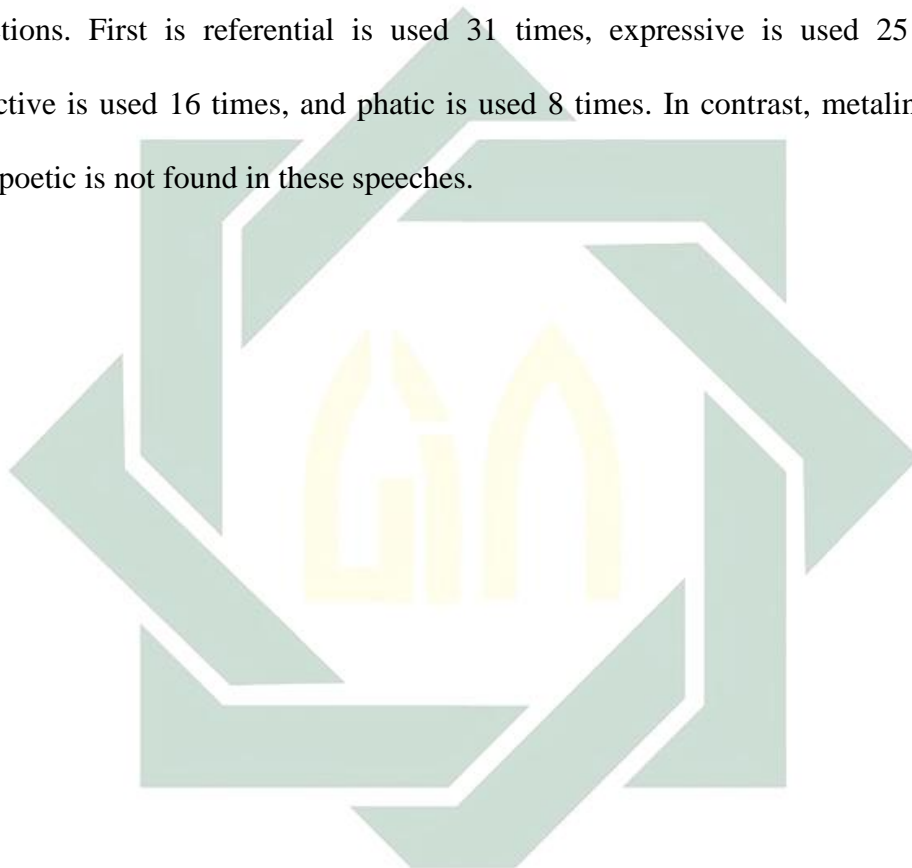 ctions. First is referential is used 31 times, expressive is used 25
ctive is used 16 times, and phatic is used 8 times. In contrast, metalin
poetic is not found in these speeches.